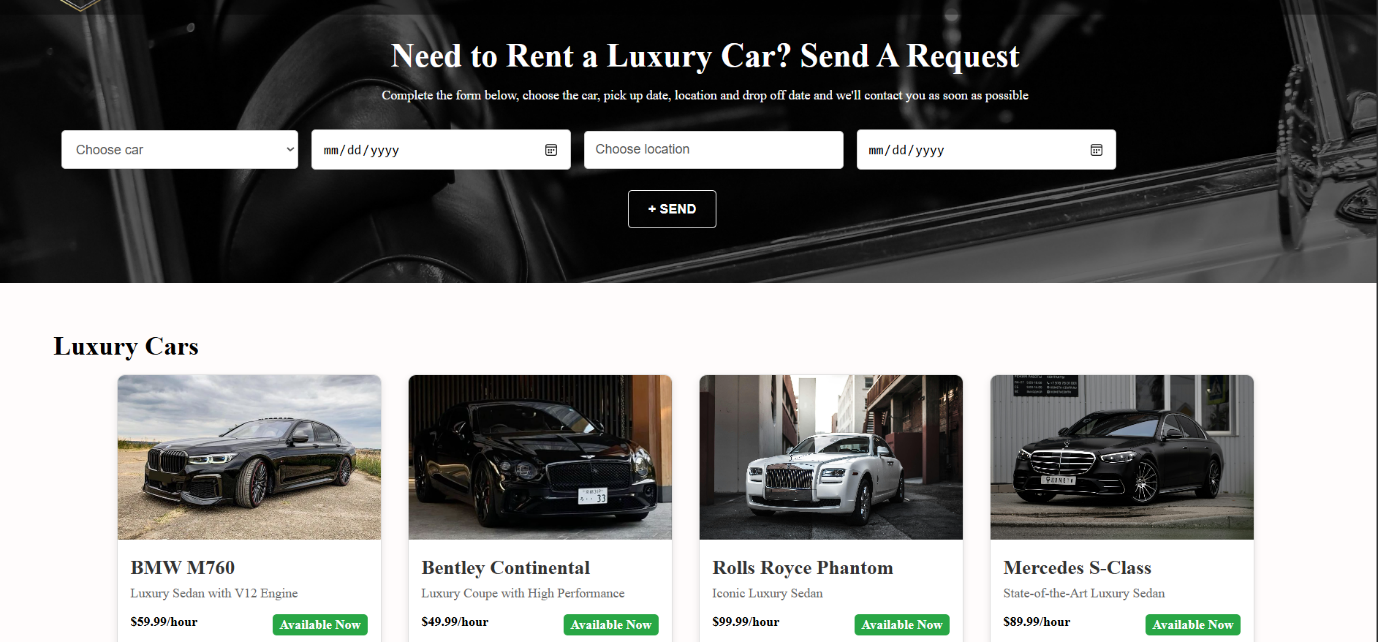 Need to Rent a Luxury Car? Send A Request
Complete the form below, choose the car, pick up date, location and drop off date and we'll contact you as soon as possible
Choose car
mm/dd/yyyy
Choose location
mm/dd/yyyy
+ SEND
Luxury Cars
BMW M760
Luxury Sedan with V12 Engine
$59.99/hour
Available Now
Bentley Continental
Luxury Coupe with High Performance
$49.99/hour
Available Now
Rolls Royce Phantom
Iconic Luxury Sedan
$99.99/hour
Available Now
Mercedes S-Class
State-of-the-Art Luxury Sedan
$89.99/hour
Available Now